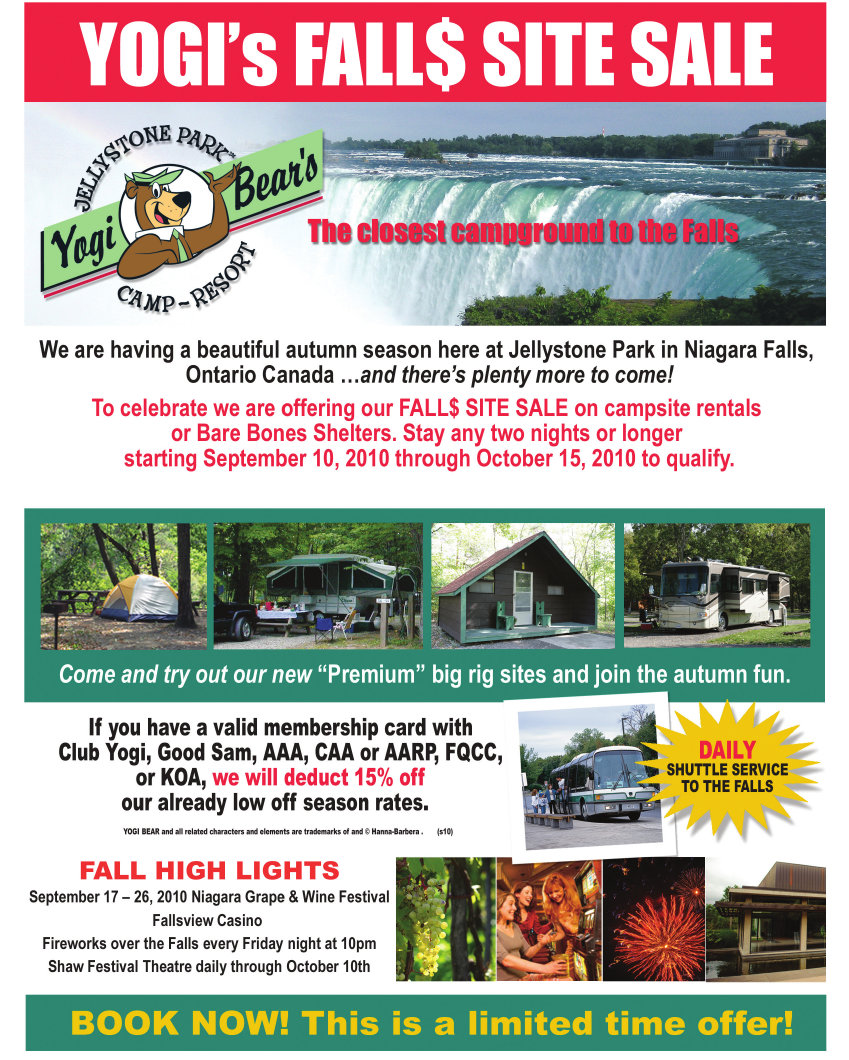 YOGI's FALL$ SITE SALE
JELLYSTONE PARK™
Yogi Bear's
CAMP-RESORT
The closest campground to the Falls
We are having a beautiful autumn season here at Jellystone Park in Niagara Falls,
Ontario Canada …and there's plenty more to come!
To celebrate we are offering our FALL$ SITE SALE on campsite rentals
or Bare Bones Shelters. Stay any two nights or longer
starting September 10, 2010 through October 15, 2010 to qualify.
Come and try out our new “Premium” big rig sites and join the autumn fun.
If you have a valid membership card with
Club Yogi, Good Sam, AAA, CAA or AARP, FQCC,
or KOA, we will deduct 15% off
our already low off season rates.
YOGI BEAR and all related characters and elements are trademarks of and © Hanna-Barbera . (s10)
DAILY
SHUTTLE SERVICE
TO THE FALLS
FALL HIGH LIGHTS
September 17 – 26, 2010 Niagara Grape & Wine Festival
Fallsview Casino
Fireworks over the Falls every Friday night at 10pm
Shaw Festival Theatre daily through October 10th
BOOK NOW! This is a limited time offer!